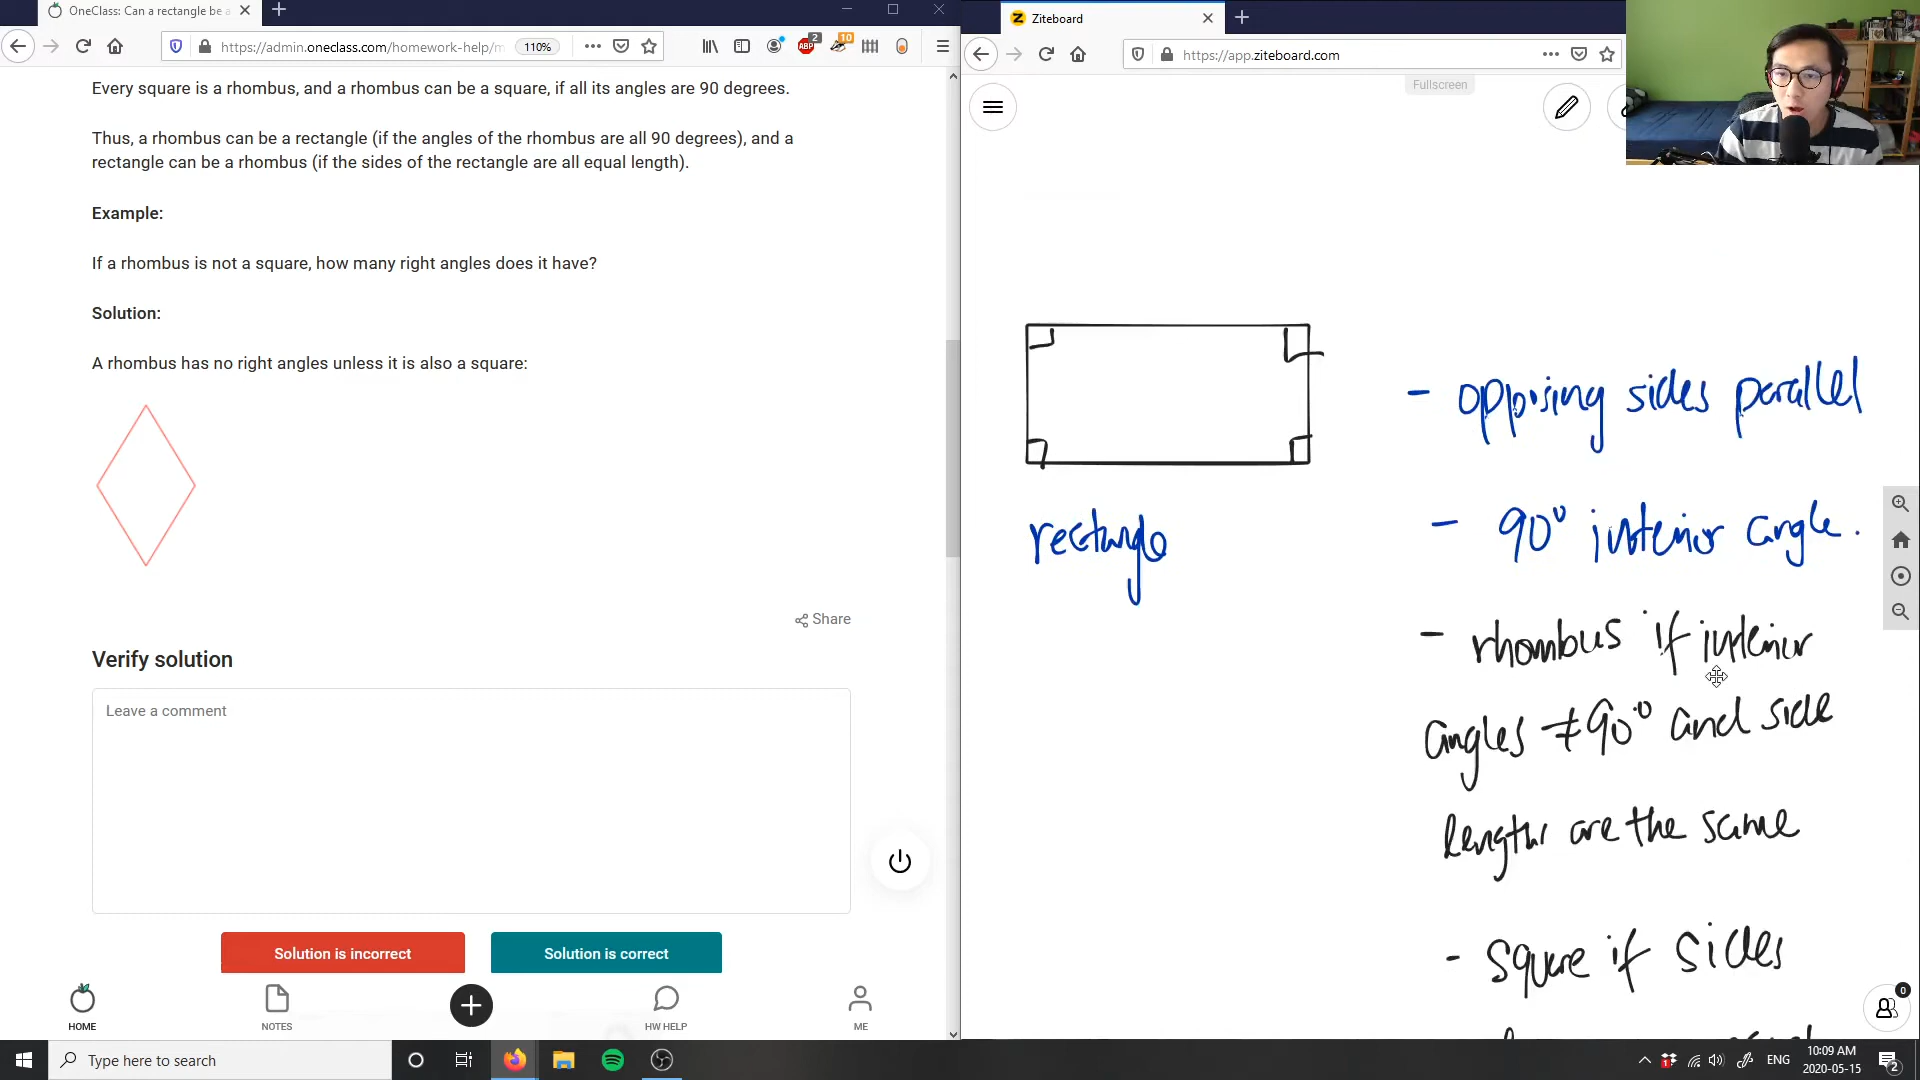 OneClass: Can a rectangle be a
https://admin.oneclass.com/homework-help/m
110%
2
10
Every square is a rhombus, and a rhombus can be a square, if all its angles are 90 degrees.
Thus, a rhombus can be a rectangle (if the angles of the rhombus are all 90 degrees), and a
rectangle can be a rhombus (if the sides of the rectangle are all equal length).
Example:
If a rhombus is not a square, how many right angles does it have?
Solution:
A rhombus has no right angles unless it is also a square:
Share
Verify solution
Leave a comment
Solution is incorrect
Solution is correct
HOME
NOTES
HW HELP
ME
Ziteboard
https://app.ziteboard.com
Fullscreen
rectangle
- opposing sides parallel
- 90° interior angle.
- rhombus if interior
angles ≠ 90° and side
lengths are the same
- square if sides
0
Type here to search
ABP
ENG
10:09 AM
2020-05-15
2